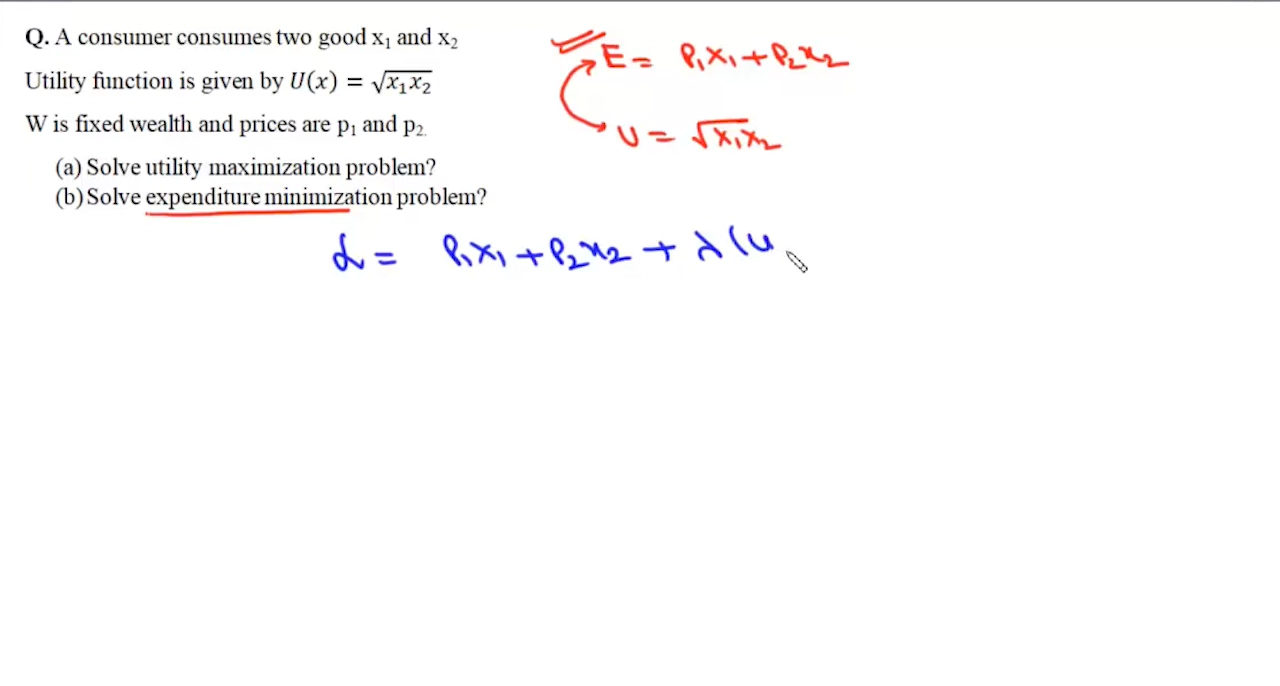 Q. A consumer consumes two good x₁ and x₂
Utility function is given by U(x) = √x₁x₂
W is fixed wealth and prices are p₁ and p₂.
(a) Solve utility maximization problem?
(b) Solve expenditure minimization problem?
E = P₁x₁ + P₂x₂
U = √x₁x₂
ℒ = P₁x₁ + P₂x₂ + λ (u